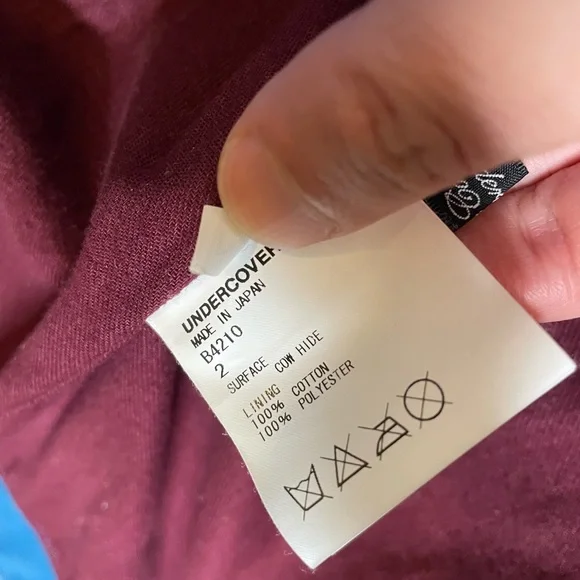 UNDERCOVER
MADE IN JAPAN
B4210
2
SURFACE COW HIDE
LINING
100% COTTON
100% POLYESTER